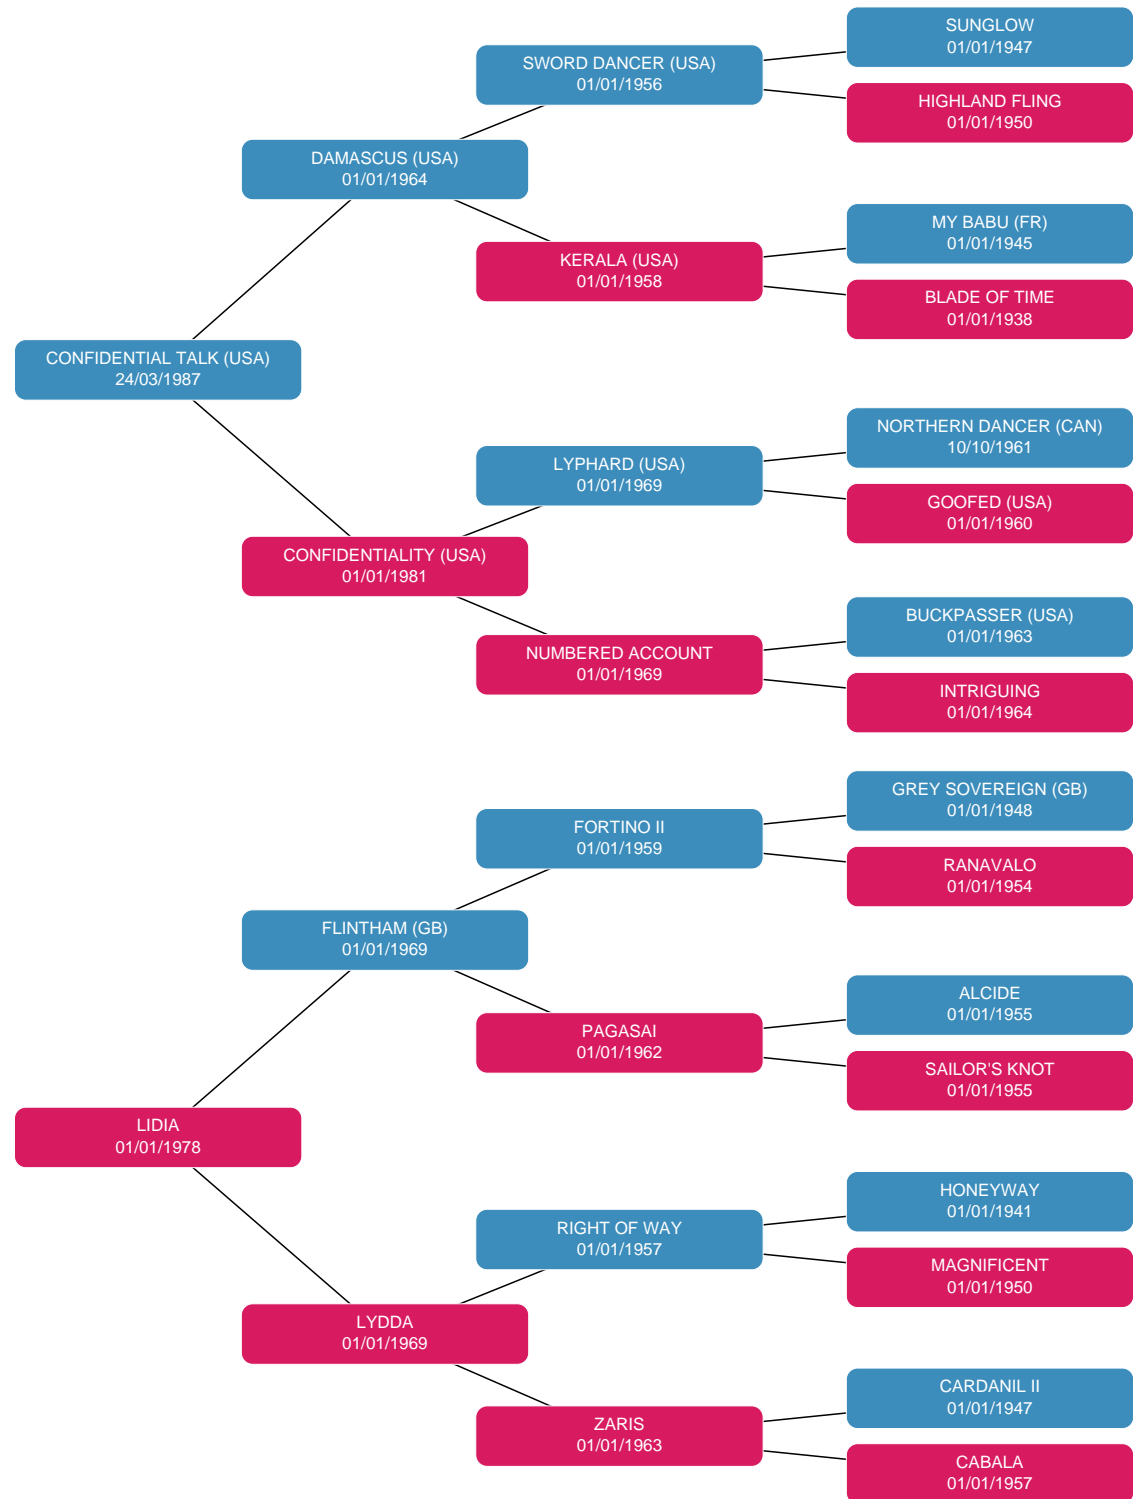 SUNGLOW
01/01/1947
SWORD DANCER (USA)
01/01/1956
HIGHLAND FLING
01/01/1950
DAMASCUS (USA)
01/01/1964
MY BABU (FR)
01/01/1945
KERALA (USA)
01/01/1958
BLADE OF TIME
01/01/1938
CONFIDENTIAL TALK (USA)
24/03/1987
NORTHERN DANCER (CAN)
10/10/1961
LYPHARD (USA)
01/01/1969
GOOFED (USA)
01/01/1960
CONFIDENTIALITY (USA)
01/01/1981
BUCKPASSER (USA)
01/01/1963
NUMBERED ACCOUNT
01/01/1969
INTRIGUING
01/01/1964
GREY SOVEREIGN (GB)
01/01/1948
FORTINO II
01/01/1959
RANAVALO
01/01/1954
FLINTHAM (GB)
01/01/1969
ALCIDE
01/01/1955
PAGASAI
01/01/1962
SAILOR'S KNOT
01/01/1955
LIDIA
01/01/1978
HONEYWAY
01/01/1941
RIGHT OF WAY
01/01/1957
MAGNIFICENT
01/01/1950
LYDDA
01/01/1969
CARDANIL II
01/01/1947
ZARIS
01/01/1963
CABALA
01/01/1957